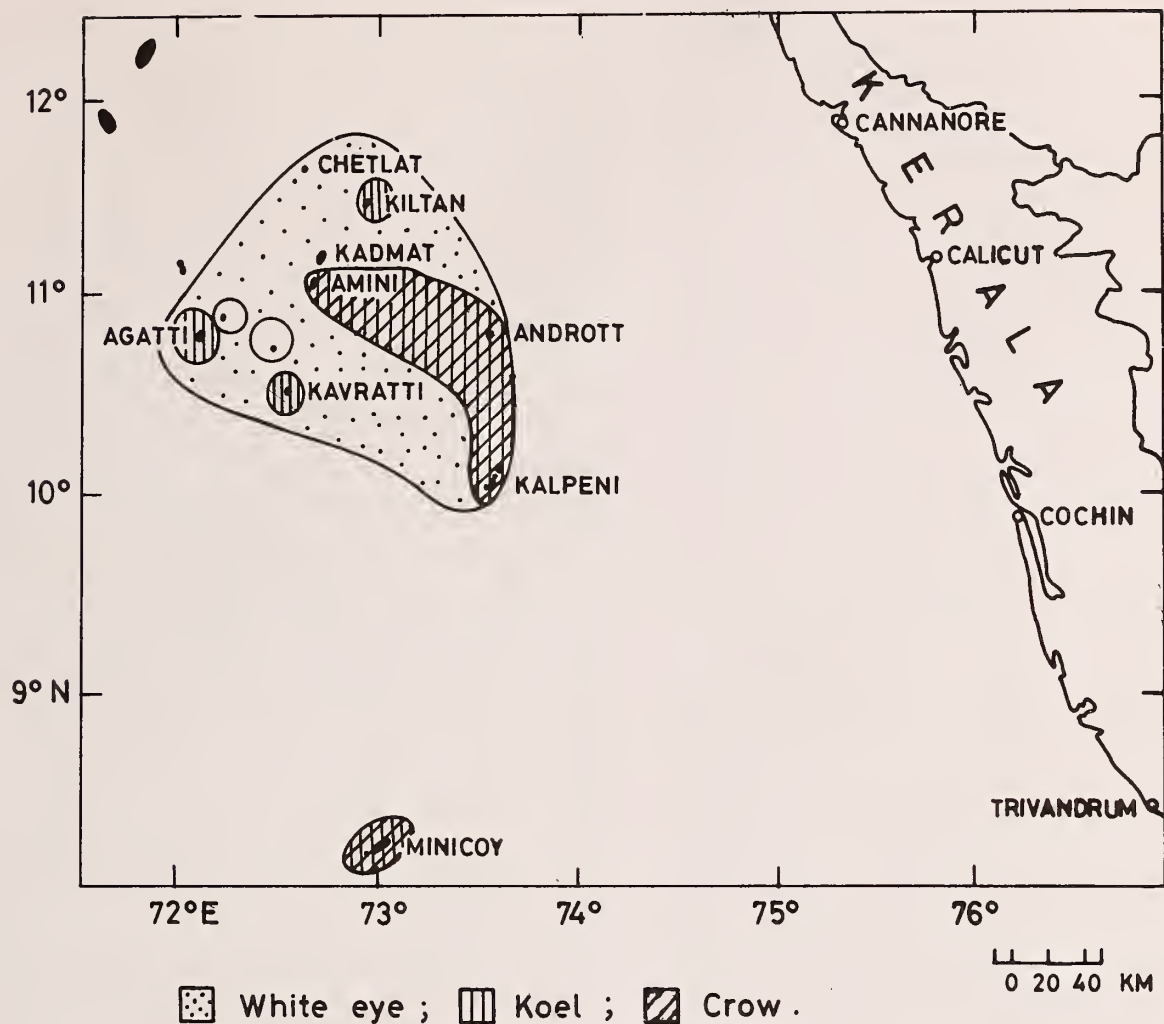 12°
CANNANORE
CHETLAT
KILTAN
KERALA
KADMAT
CALICUT
AMINI
11°
AGATTI
ANDROTT
KAVRATTI
10°
KALPENI
COCHIN
9° N
TRIVANDRUM
MINICOY
72°E 73° 74° 75° 76°
0 20 40 KM
White eye ; Koel ; Crow .